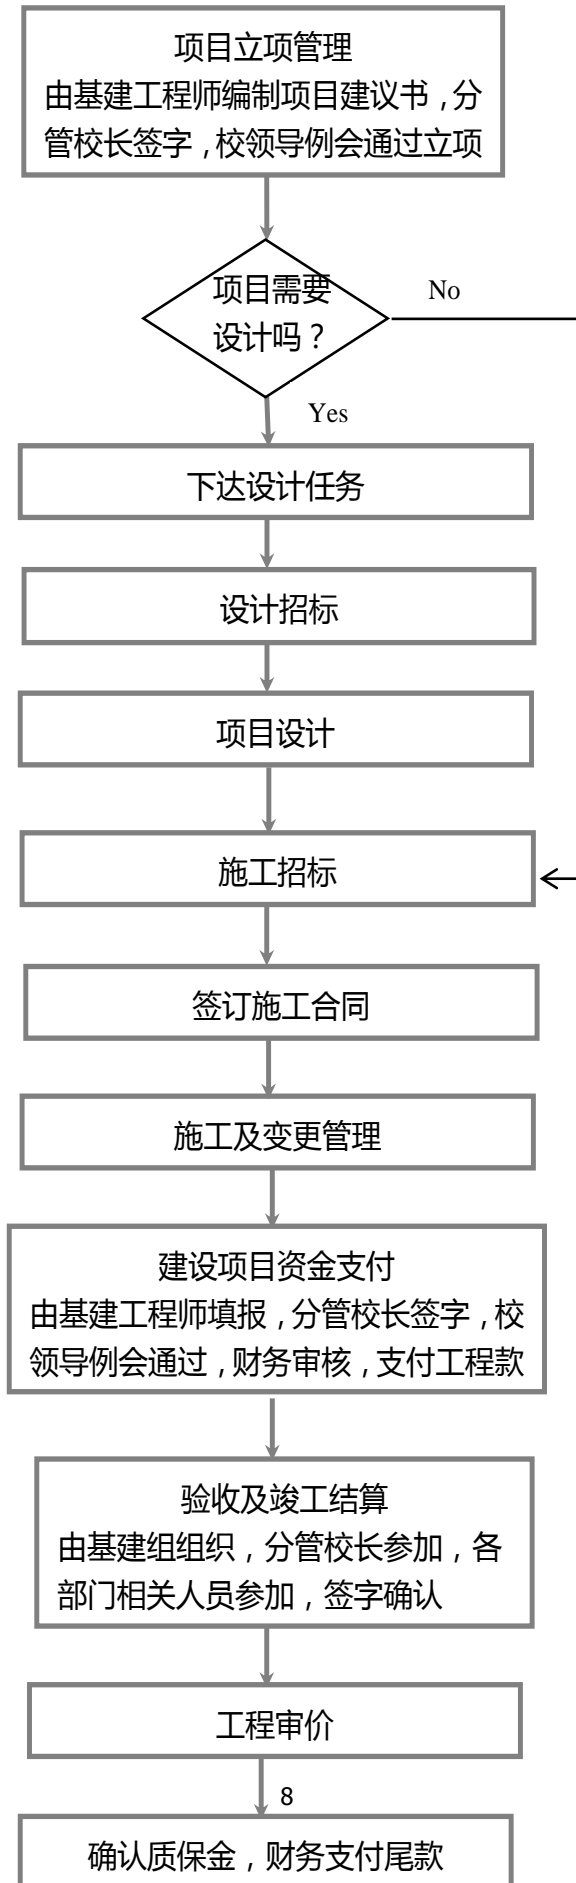 项目立项管理
由基建工程师编制项目建议书，分
管校长签字，校领导例会通过立项
项目需要
设计吗？
No
Yes
下达设计任务
设计招标
项目设计
施工招标
签订施工合同
施工及变更管理
建设项目资金支付
由基建工程师填报，分管校长签字，校
领导例会通过，财务审核，支付工程款
验收及竣工结算
由基建组组织，分管校长参加，各
部门相关人员参加，签字确认
工程审价
8
确认质保金，财务支付尾款